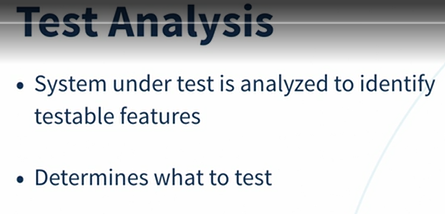 Test Analysis
• System under test is analyzed to identify
testable features
• Determines what to test